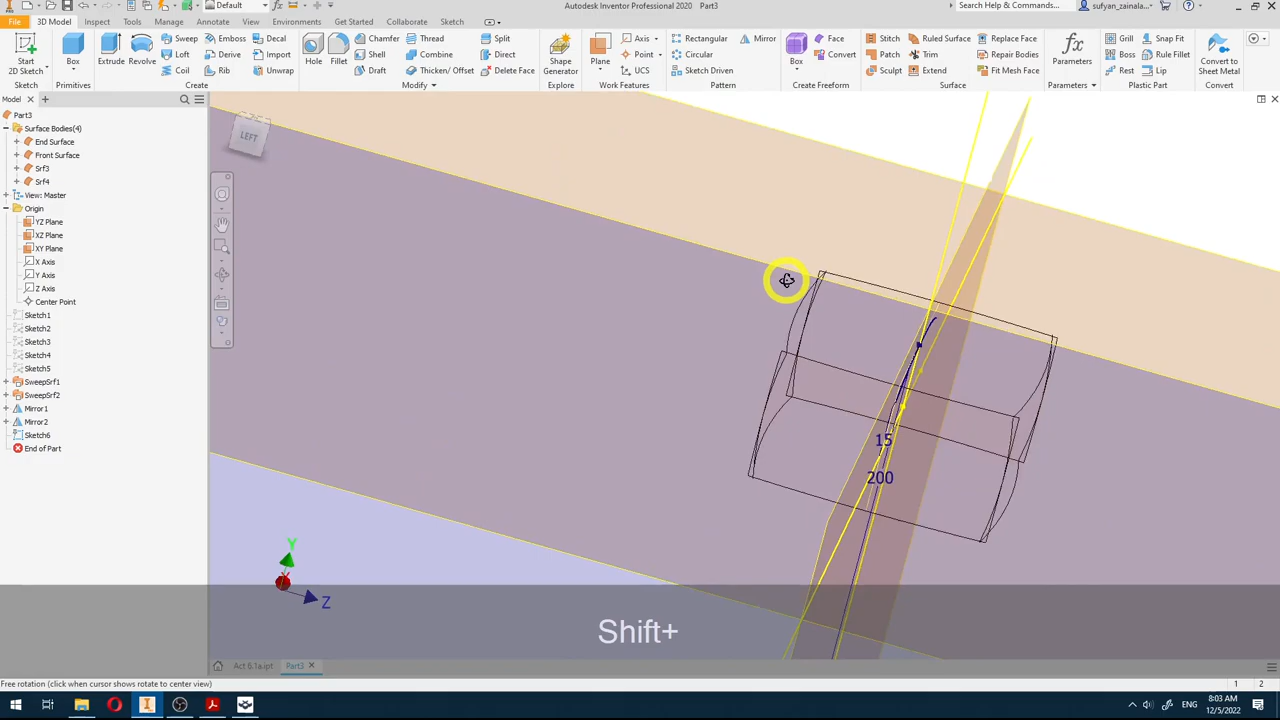 Default
Autodesk Inventor Professional 2020 Part3
Search Help & Commands...
sufyan_zainala...
File 3D Model Inspect Tools Manage Annotate View Environments Get Started Collaborate Sketch
Start 2D Sketch
Box
Extrude Revolve
Sweep Emboss Decal
Loft Derive Import
Coil Rib Unwrap
Hole Fillet
Chamfer Thread Split
Shell Combine Direct
Draft Thicken/ Offset Delete Face
Shape Generator
Plane
Axis
Point
UCS
Rectangular Mirror
Circular
Sketch Driven
Box
Face
Convert
Stitch Ruled Surface Replace Face
Patch Trim Repair Bodies
Sculpt Extend Fit Mesh Face
Parameters
Grill Snap Fit
Boss Rule Fillet
Rest Lip
Convert to Sheet Metal
Sketch Primitives Create Modify Explore Work Features Pattern Create Freeform Surface Parameters Plastic Part Convert
Model
Part3
Surface Bodies(4)
End Surface
Front Surface
Srf3
Srf4
View: Master
Origin
YZ Plane
XZ Plane
XY Plane
X Axis
Y Axis
Z Axis
Center Point
Sketch1
Sketch2
Sketch3
Sketch4
Sketch5
SweepSrf1
SweepSrf2
Mirror1
Mirror2
Sketch6
End of Part
LEFT
15
200
Y
X
Z
Shift+
Act 6.1a.ipt Part3
Free rotation (click when cursor shows rotate to center view)
1 2
ENG
8:03 AM
12/5/2022